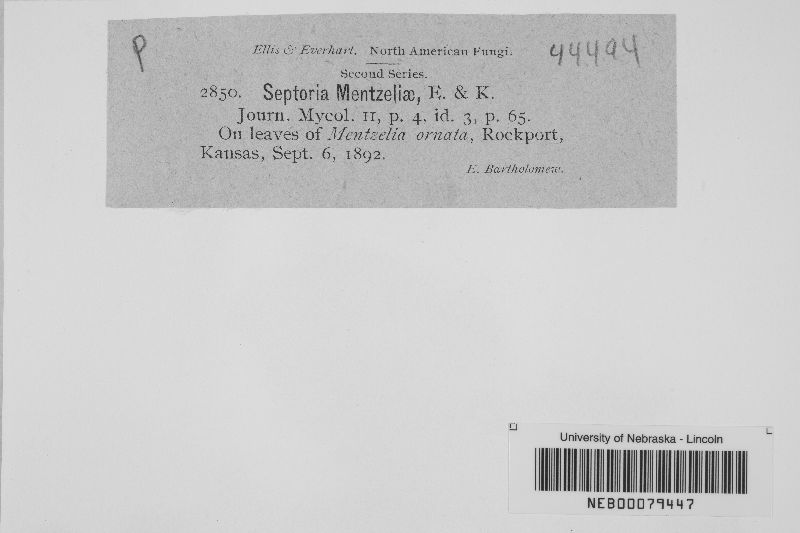 P
Ellis & Everhart. North American Fungi.
44494
Second Series.
2850. Septoria Mentzeliæ, E. & K.
Journ. Mycol. II, p. 4, id. 3, p. 65.
On leaves of Mentzelia ornata, Rockport,
Kansas, Sept. 6, 1892.
E. Bartholomew.
University of Nebraska - Lincoln
NEB00079447